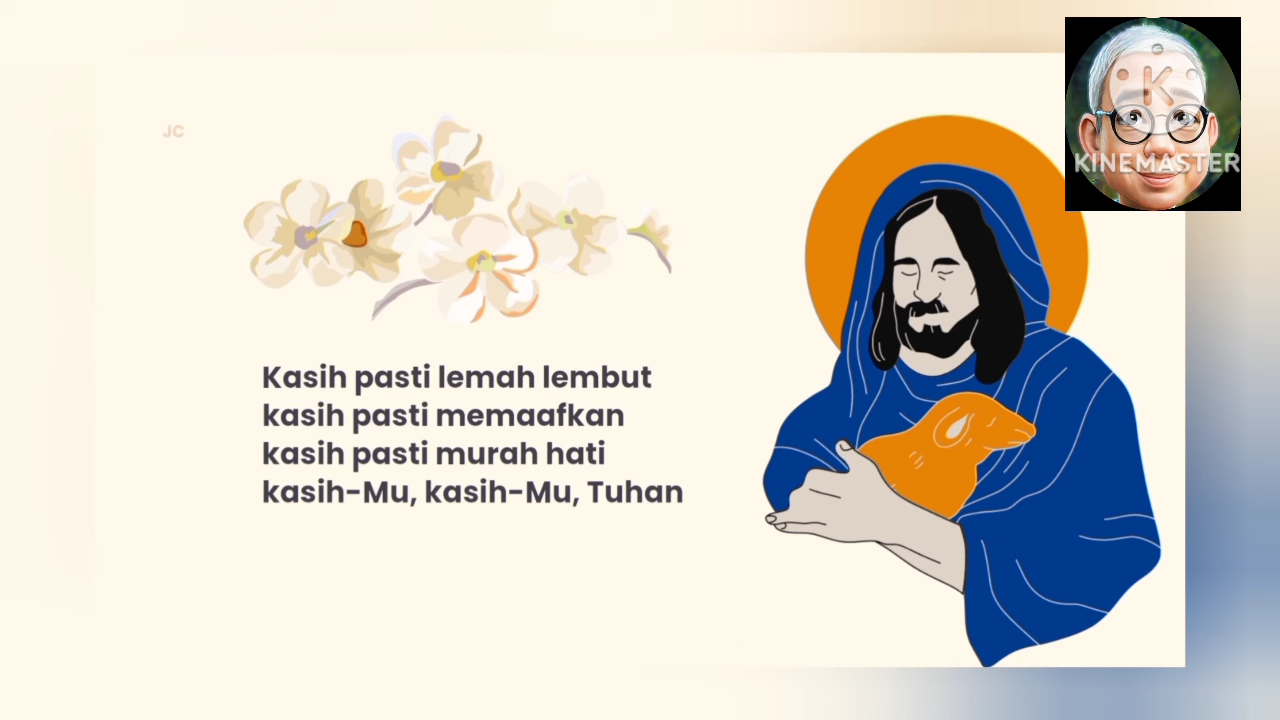 JC
K
KINEMASTER
Kasih pasti lemah lembut
kasih pasti memaafkan
kasih pasti murah hati
kasih-Mu, kasih-Mu, Tuhan